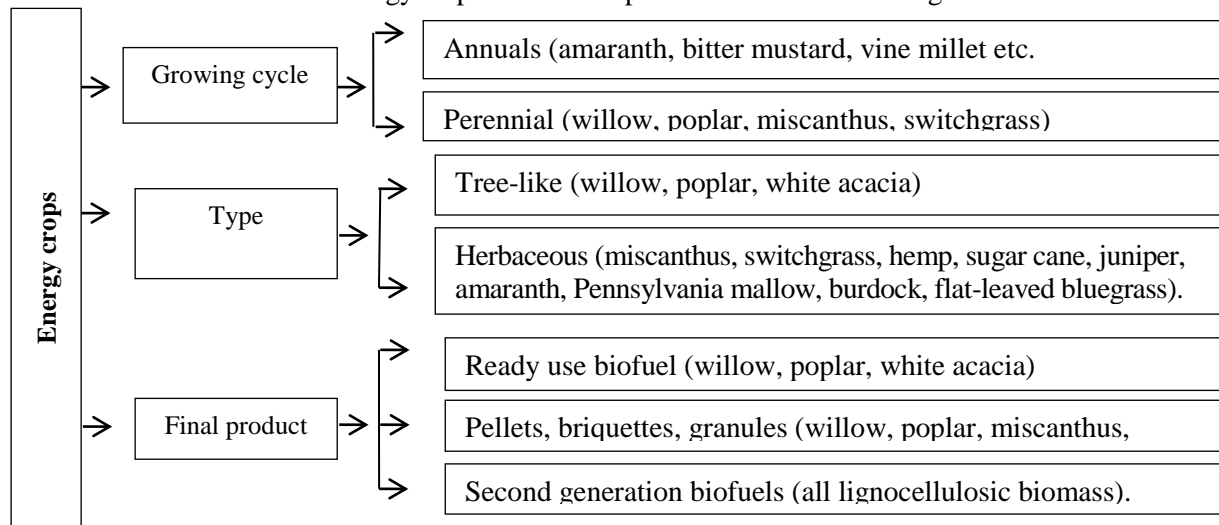 Energy crops
Growing cycle
Annuals (amaranth, bitter mustard, vine millet etc.
Perennial (willow, poplar, miscanthus, switchgrass)
Type
Tree-like (willow, poplar, white acacia)
Herbaceous (miscanthus, switchgrass, hemp, sugar cane, juniper,
amaranth, Pennsylvania mallow, burdock, flat-leaved bluegrass).
Final product
Ready use biofuel (willow, poplar, white acacia)
Pellets, briquettes, granules (willow, poplar, miscanthus,
Second generation biofuels (all lignocellulosic biomass).